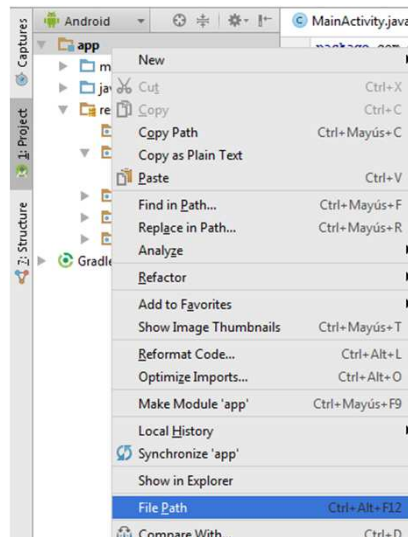 Android
MainActivity.java
Captures
1: Project
7: Structure
app
New
Cut Ctrl+X
Copy Ctrl+C
Copy Path Ctrl+Mayús+C
Copy as Plain Text
Paste Ctrl+V
Find in Path... Ctrl+Mayús+F
Replace in Path... Ctrl+Mayús+R
Analyze
Gradle
Refactor
Add to Favorites
Show Image Thumbnails Ctrl+Mayús+T
Reformat Code... Ctrl+Alt+L
Optimize Imports... Ctrl+Alt+O
Make Module 'app' Ctrl+Mayús+F9
Local History
Synchronize 'app'
Show in Explorer
File Path Ctrl+Alt+F12
Compare With... Ctrl+D